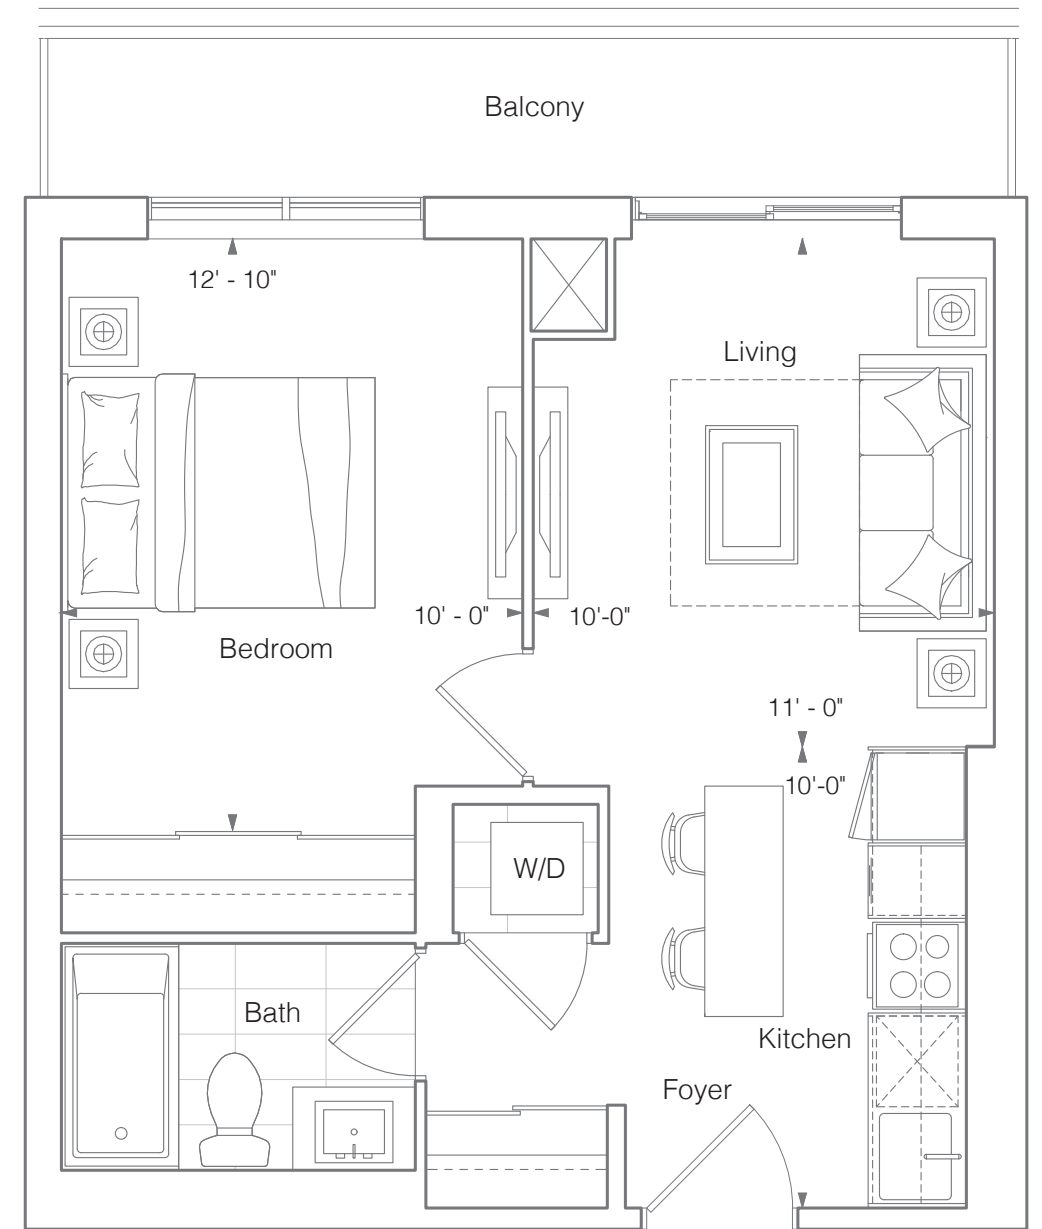 Balcony
12' - 10"
Living
10' - 0"
10'-0"
Bedroom
11' - 0"
10'-0"
W/D
Bath
Kitchen
Foyer